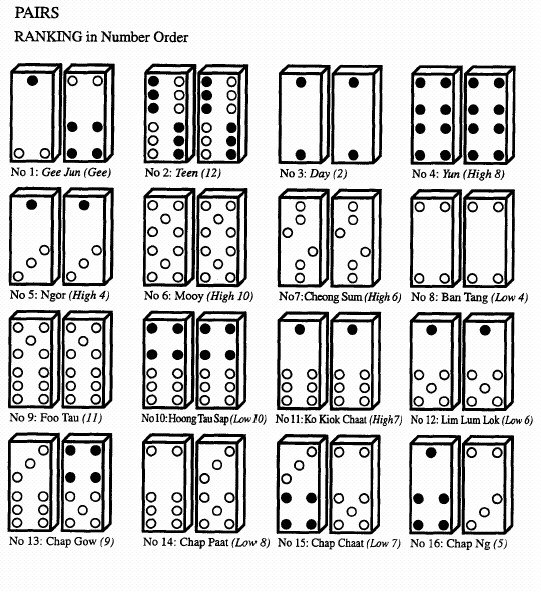 PAIRS
RANKING in Number Order
No 1: Gee Jun (Gee) No 2: Teen (12) No 3: Day (2) No 4: Yun (High 8)
No 5: Ngor (High 4) No 6: Mooy (High 10) No7:Cheong Sum (High 6) No 8: Ban Tang (Low 4)
No 9: Foo Tau (11) No10:Hoong Tau Sap (Low 10) No11:Ko Kiok Chaat (High7) No 12: Lim Lum Lok (Low 6)
No 13: Chap Gow (9) No 14: Chap Paat (Low 8) No 15: Chap Chaat (Low 7) No 16: Chap Ng (5)